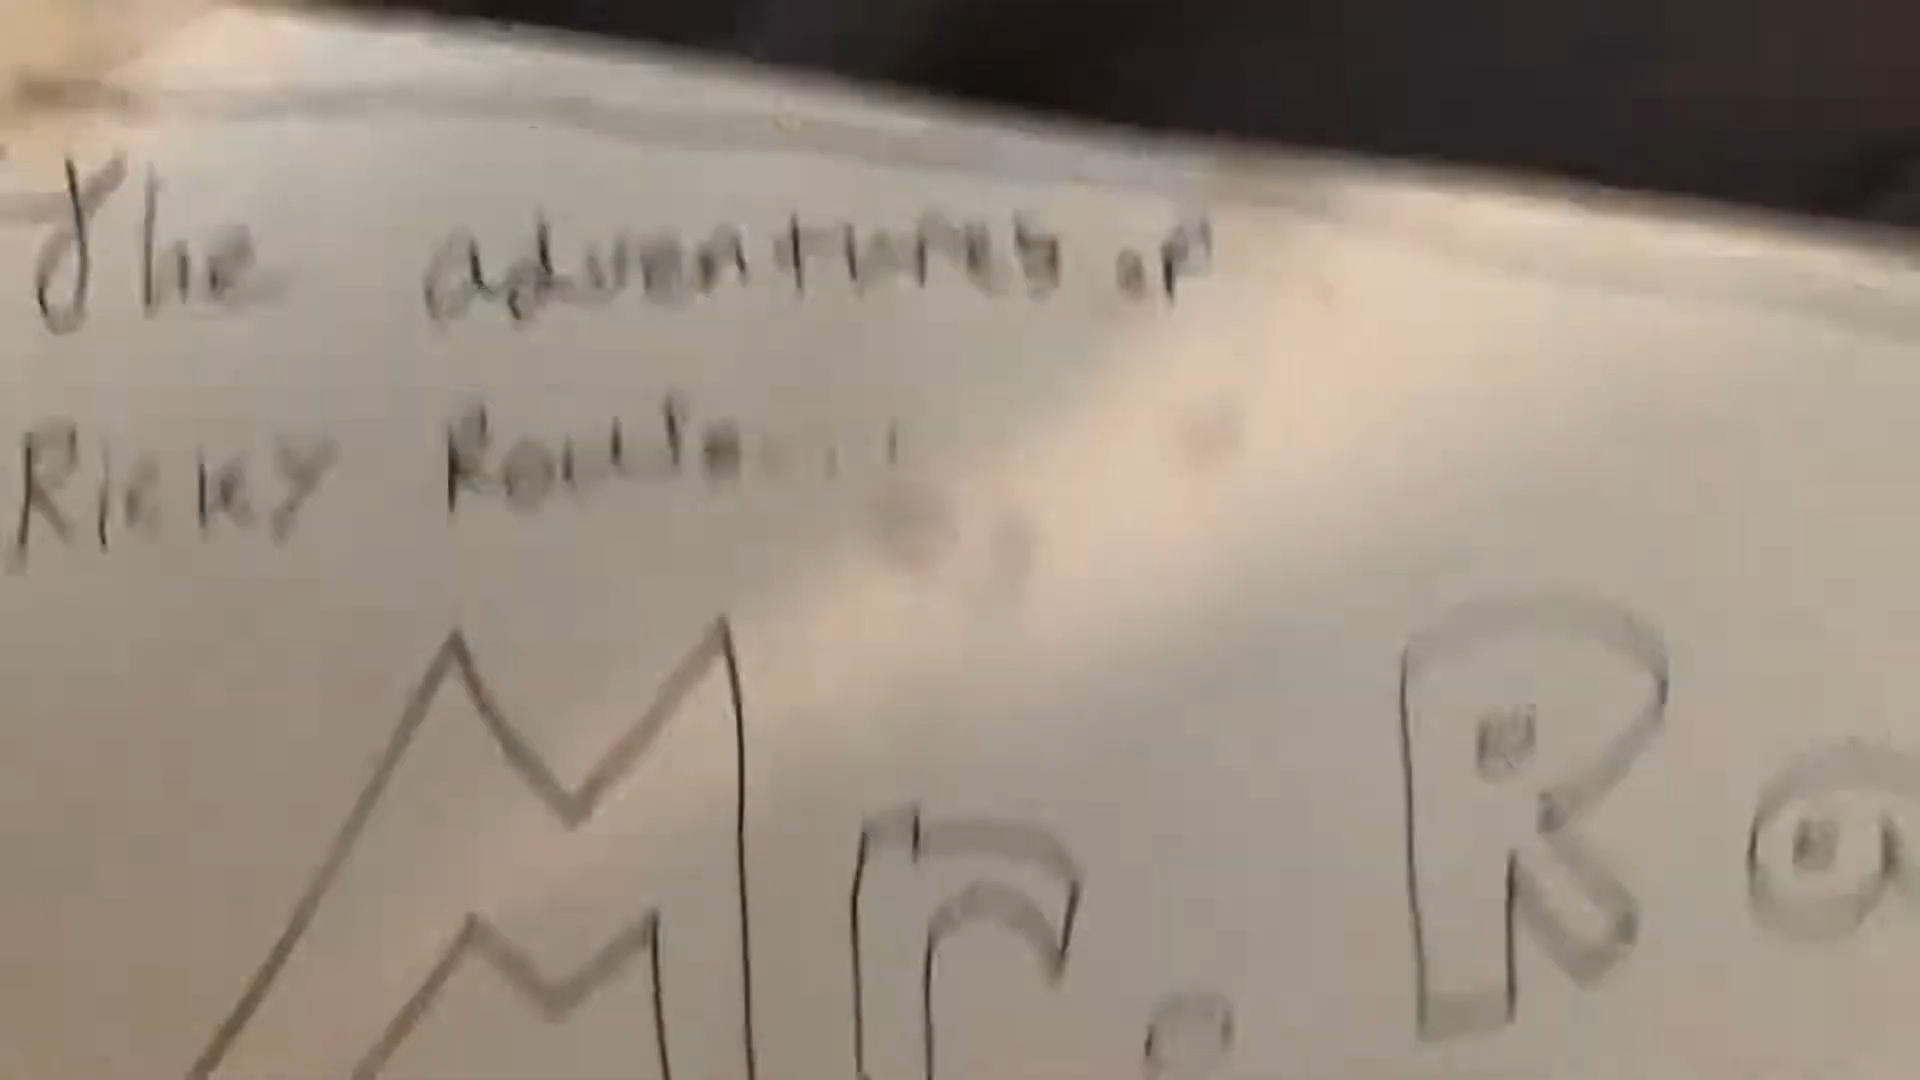 The adventures of
Ricky
Mr. R